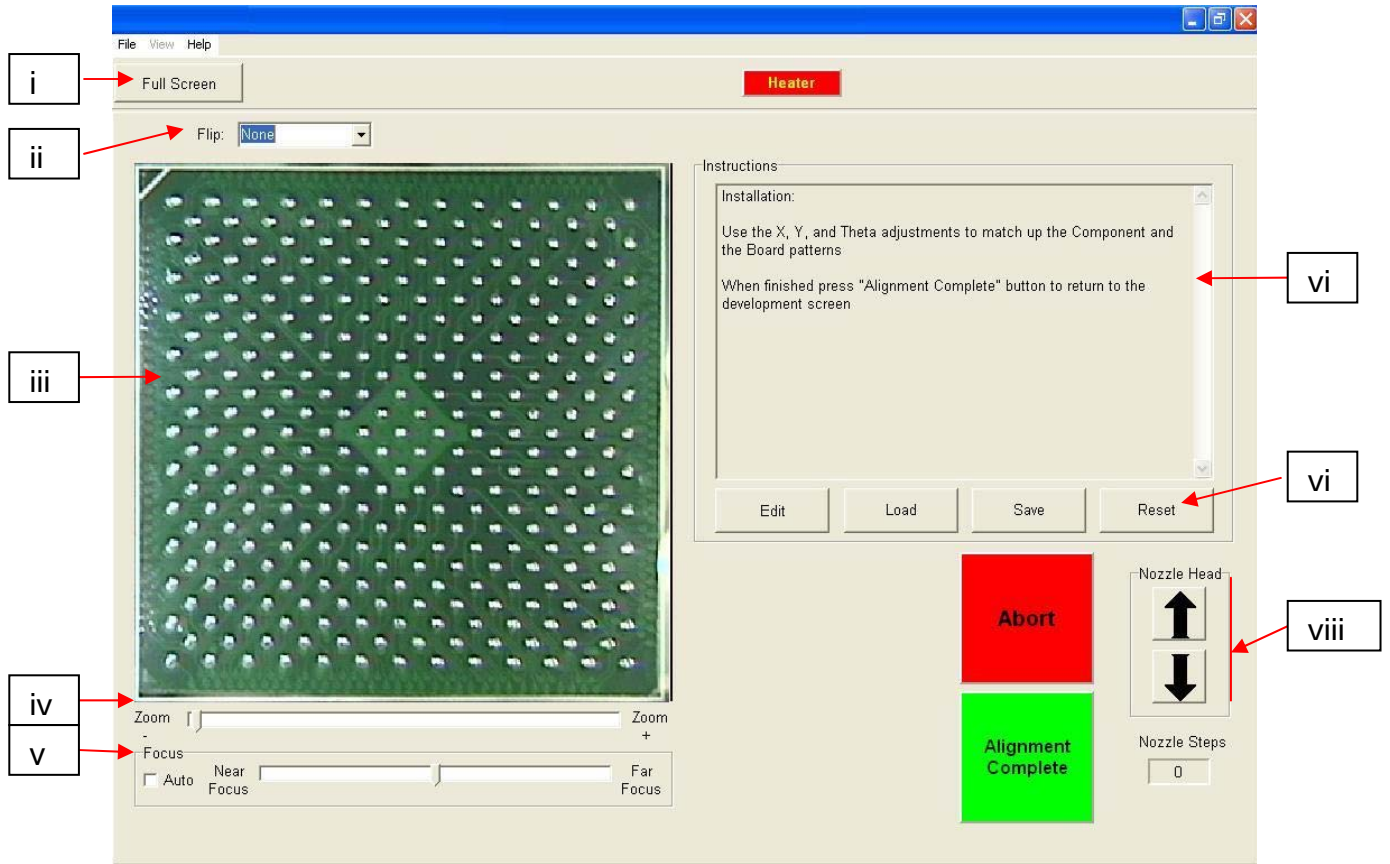 File View Help
i
Full Screen
Heater
ii
Flip: None
Instructions
Installation:
Use the X, Y, and Theta adjustments to match up the Component and
the Board patterns
When finished press "Alignment Complete" button to return to the
development screen
vi
iii
vi
Edit Load Save Reset
Nozzle Head
Abort
viii
iv
Zoom
-
Zoom
+
v
Focus
Auto
Near
Focus
Far
Focus
Alignment
Complete
Nozzle Steps
0